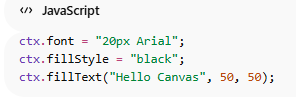 </> JavaScript
ctx.font = "20px Arial";
ctx.fillStyle = "black";
ctx.fillText("Hello Canvas", 50, 50);